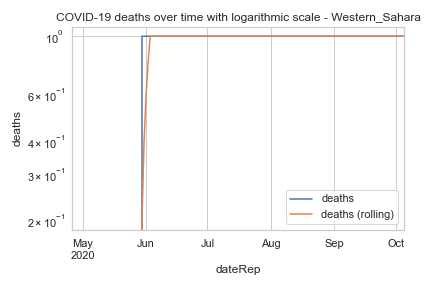 COVID-19 deaths over time with logarithmic scale - Western_Sahara
10⁰
6 × 10⁻¹
4 × 10⁻¹
3 × 10⁻¹
2 × 10⁻¹
deaths
deaths
deaths (rolling)
May Jun Jul Aug Sep Oct
2020
dateRep